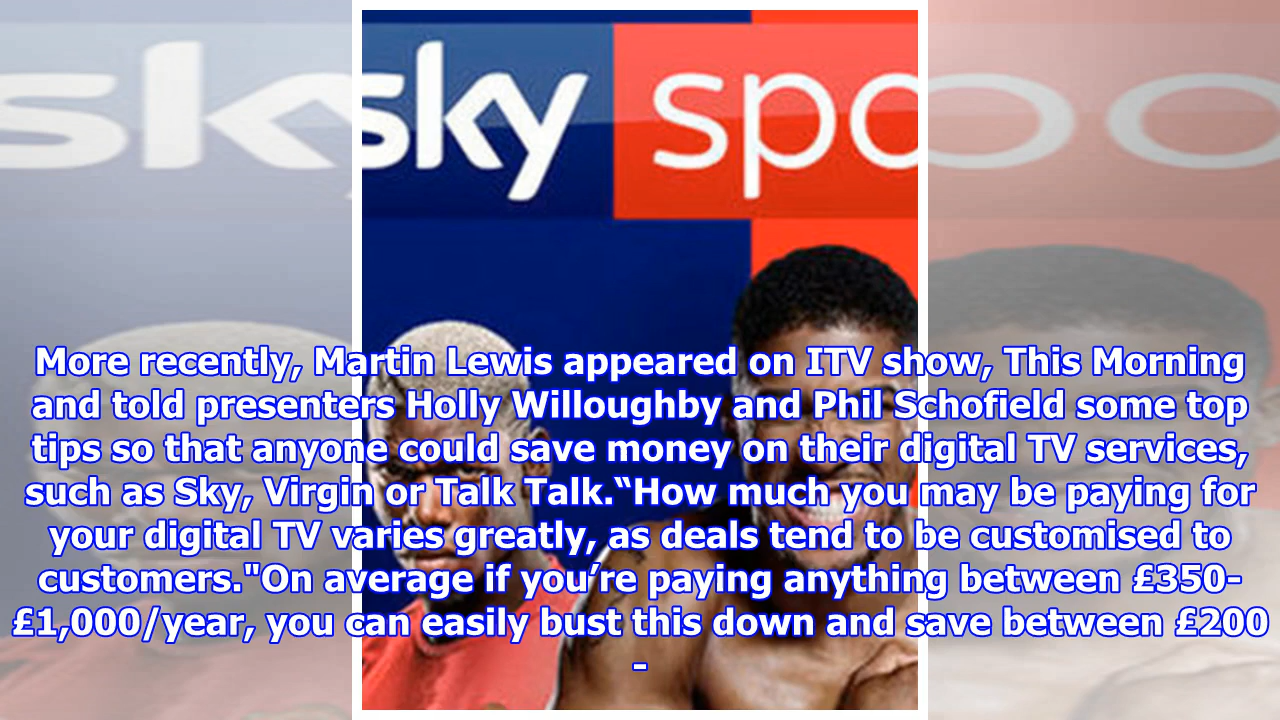 sky spo
More recently, Martin Lewis appeared on ITV show, This Morning
and told presenters Holly Willoughby and Phil Schofield some top
tips so that anyone could save money on their digital TV services,
such as Sky, Virgin or Talk Talk.“How much you may be paying for
your digital TV varies greatly, as deals tend to be customised to
customers."On average if you’re paying anything between £350-
£1,000/year, you can easily bust this down and save between £200
-